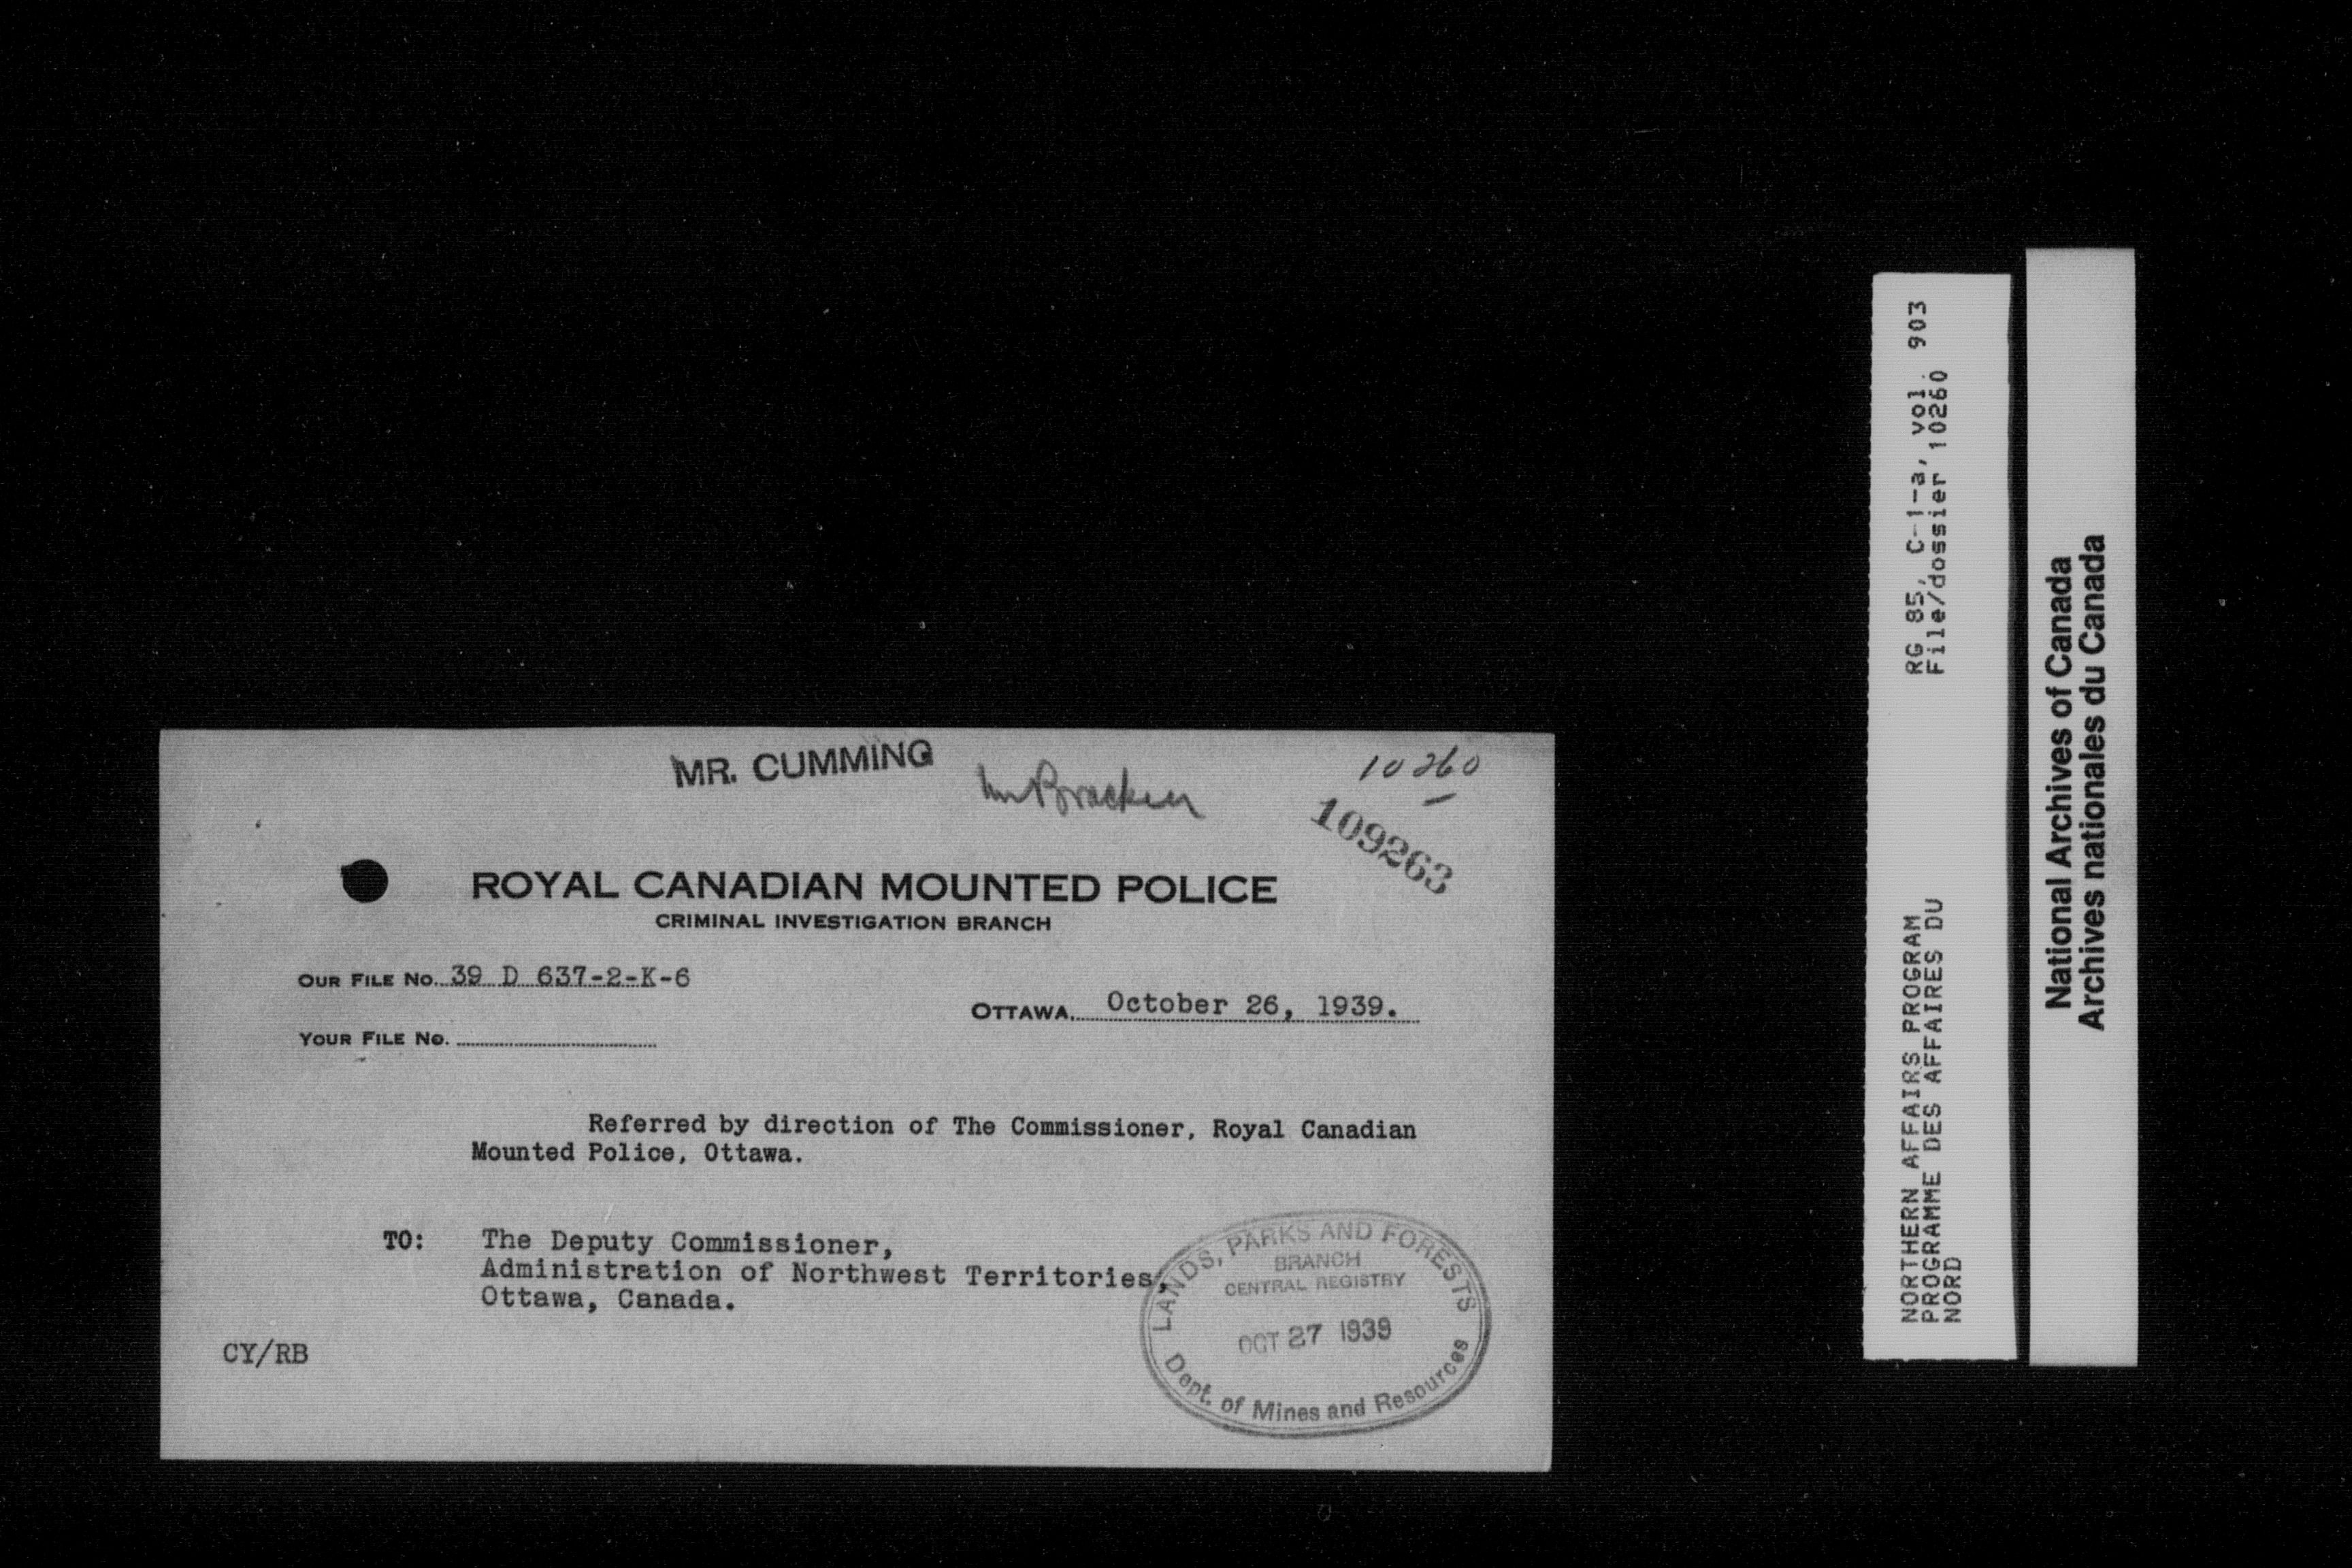 MR. CUMMING
Mr Bracken
10260
109263
ROYAL CANADIAN MOUNTED POLICE
CRIMINAL INVESTIGATION BRANCH
OUR FILE NO. 39 D 637-2-K-6
OTTAWA, October 26, 1939.
YOUR FILE NO.
Referred by direction of The Commissioner, Royal Canadian
Mounted Police, Ottawa.
TO: The Deputy Commissioner,
Administration of Northwest Territories,
Ottawa, Canada.
CY/RB
LANDS, PARKS AND FORESTS
BRANCH
CENTRAL REGISTRY
OCT 27 1939
Dept. of Mines and Resources
NORTHERN AFFAIRS PROGRAM
PROGRAMME DES AFFAIRES DU
NORD
RG 85, C-1-a, vol. 903
File/dossier 10260
National Archives of Canada
Archives nationales du Canada